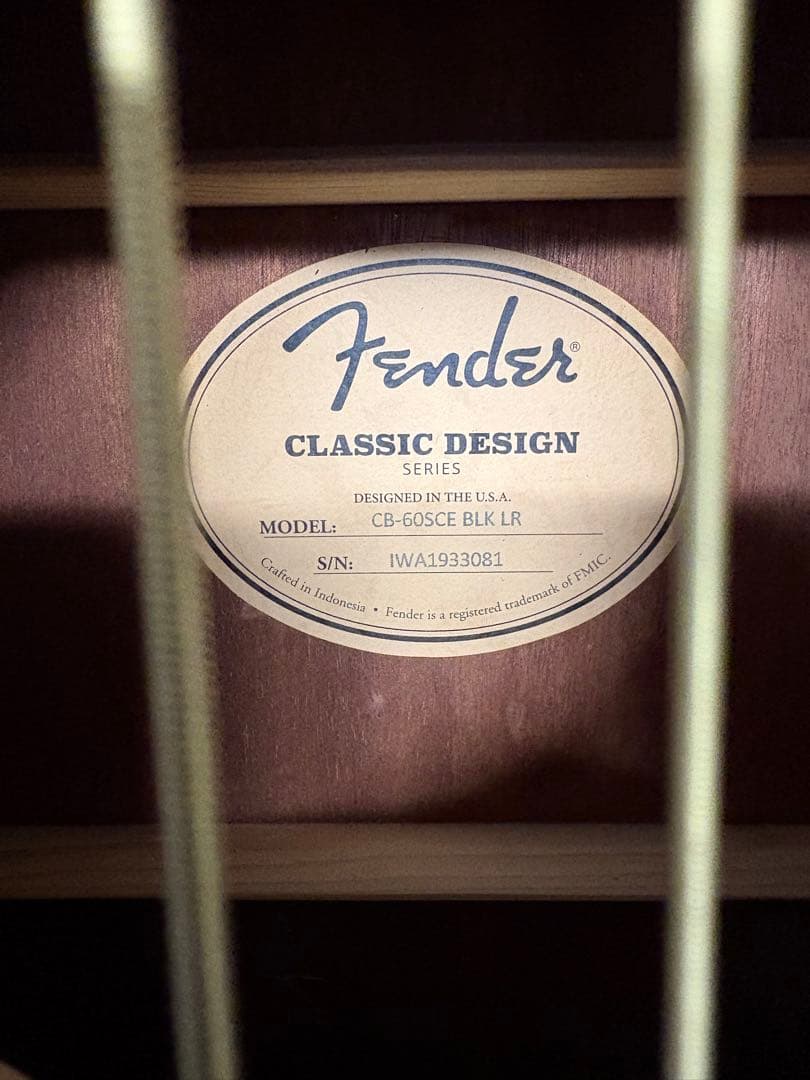 Fender®
CLASSIC DESIGN
SERIES
DESIGNED IN THE U.S.A.
MODEL: CB-60SCE BLK LR
S/N: IWA1933081
Crafted in Indonesia • Fender is a registered trademark of FMIC.